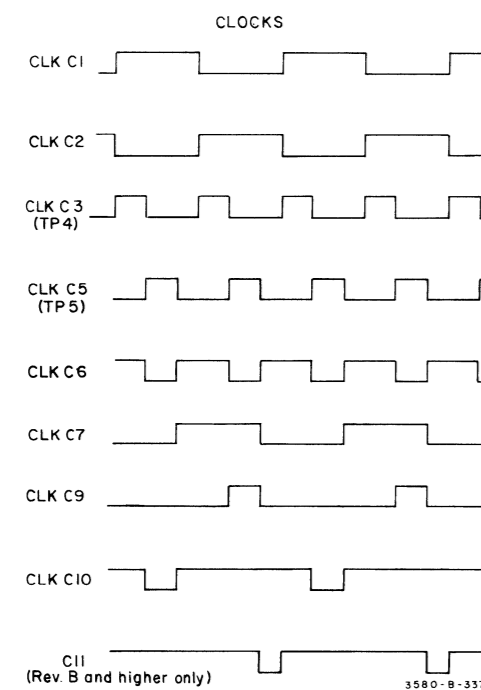 CLOCKS
CLK C1
CLK C2
CLK C3
(TP4)
CLK C5
(TP5)
CLK C6
CLK C7
CLK C9
CLK C10
C11
(Rev. B and higher only)
3580-B-337